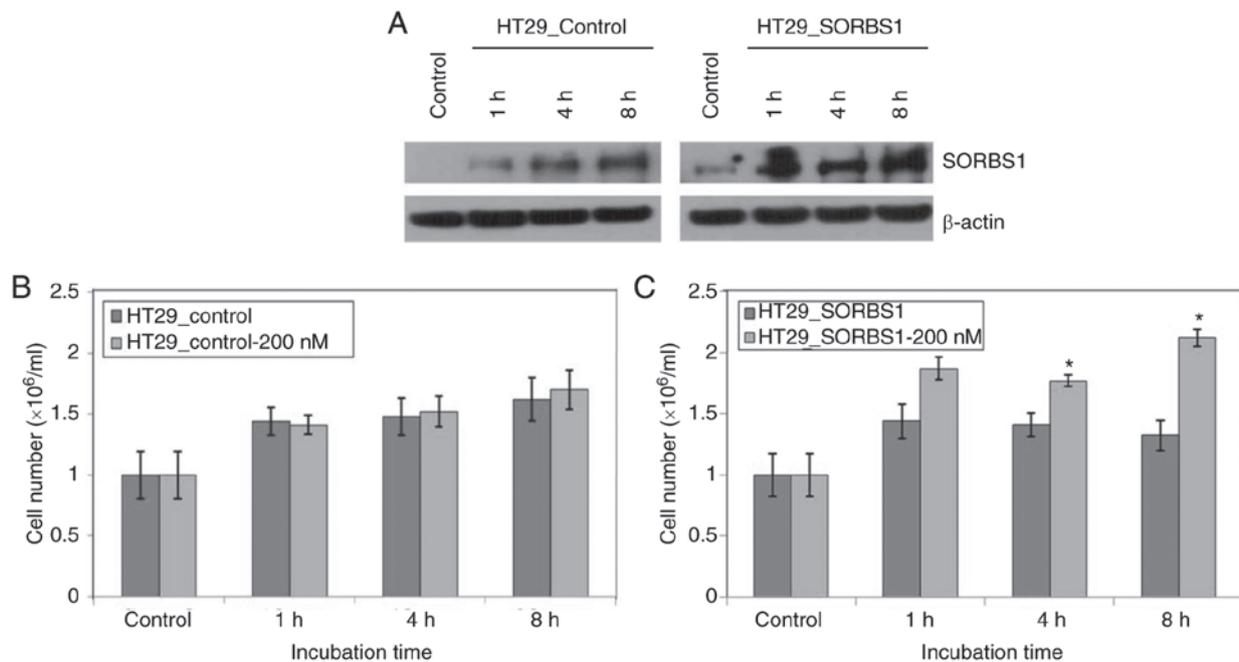 A
HT29_Control
HT29_SORBS1
Control
1 h
4 h
8 h
Control
1 h
4 h
8 h
SORBS1
β-actin
B
2.5
2
1.5
1
0.5
0
Cell number (×10⁶/ml)
HT29_control
HT29_control-200 nM
Control
1 h
4 h
8 h
Incubation time
C
2.5
2
1.5
1
0.5
0
Cell number (×10⁶/ml)
HT29_SORBS1
HT29_SORBS1-200 nM
*
*
Control
1 h
4 h
8 h
Incubation time